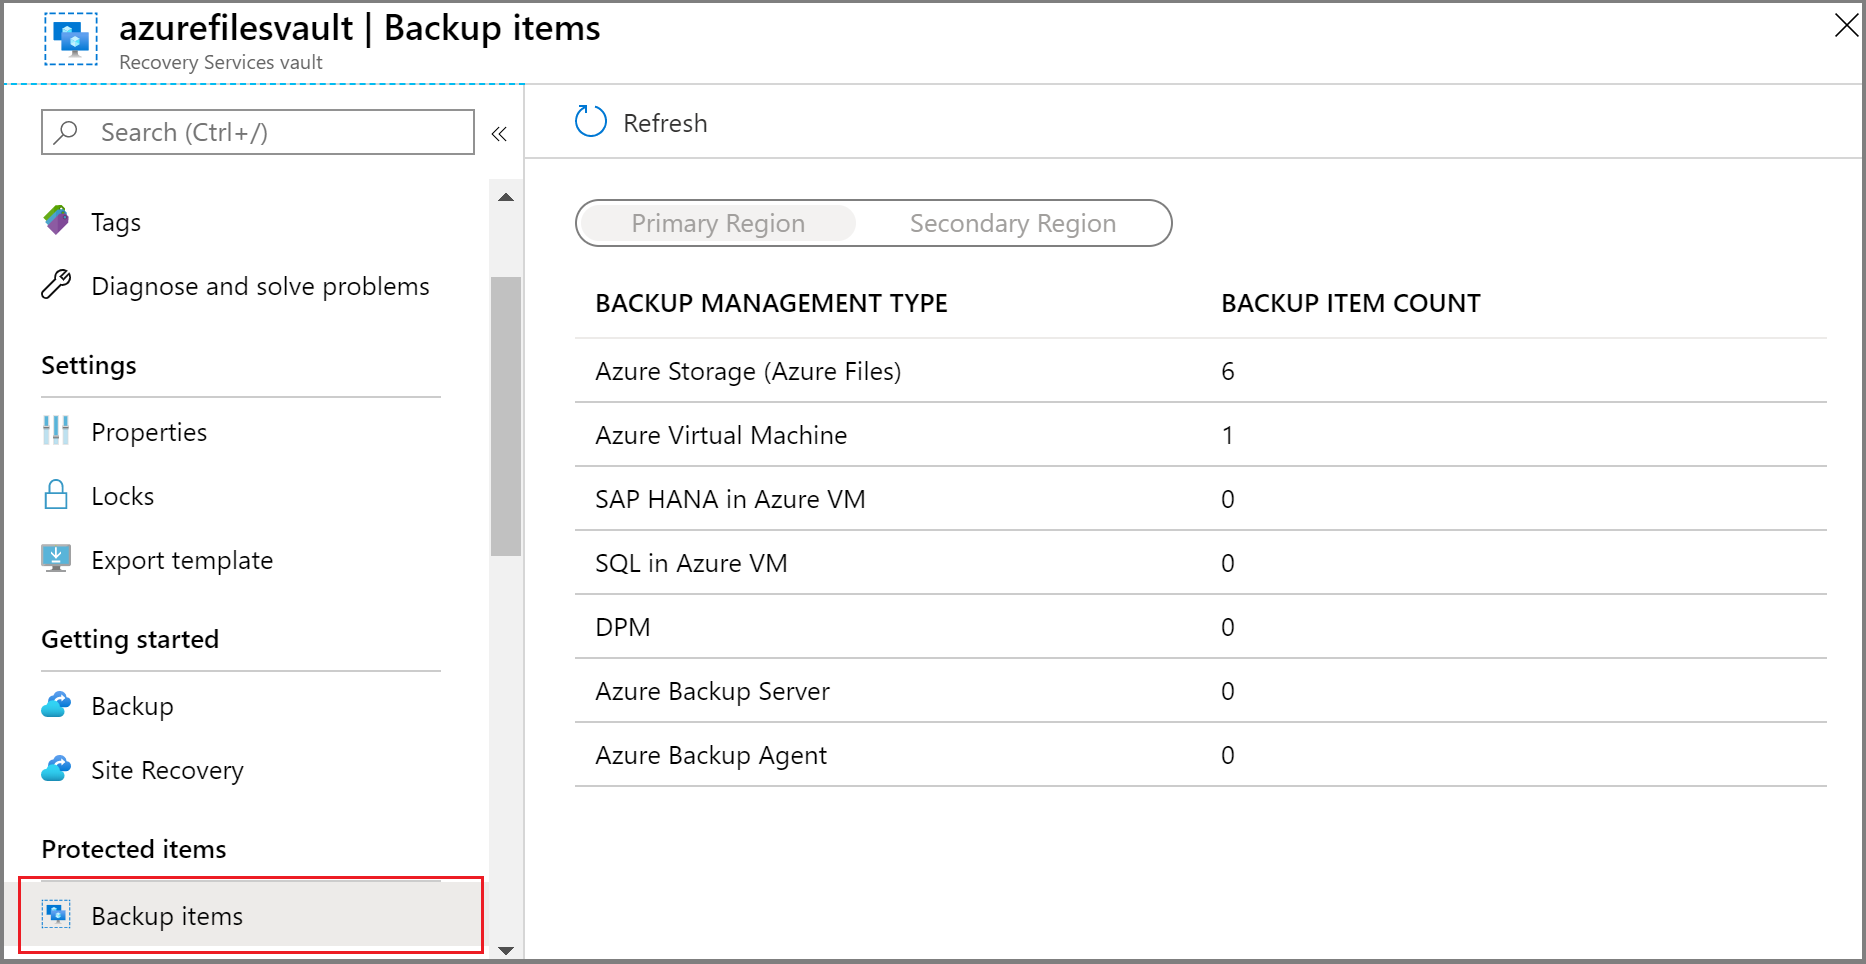 azurefilesvault | Backup items
Recovery Services vault
Search (Ctrl+/)
«
Tags
Diagnose and solve problems
Settings
Properties
Locks
Export template
Getting started
Backup
Site Recovery
Protected items
Backup items
Refresh
Primary Region Secondary Region
BACKUP MANAGEMENT TYPE BACKUP ITEM COUNT
Azure Storage (Azure Files) 6
Azure Virtual Machine 1
SAP HANA in Azure VM 0
SQL in Azure VM 0
DPM 0
Azure Backup Server 0
Azure Backup Agent 0